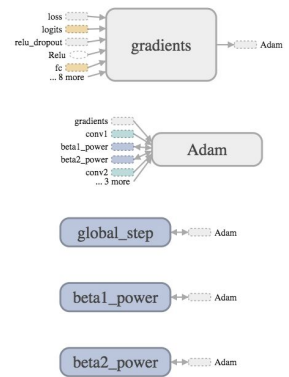 loss
logits
relu_dropout
Relu
fc
... 8 more
gradients
Adam
gradients
conv1
beta1_power
beta2_power
conv2
... 3 more
Adam
global_step
Adam
beta1_power
Adam
beta2_power
Adam